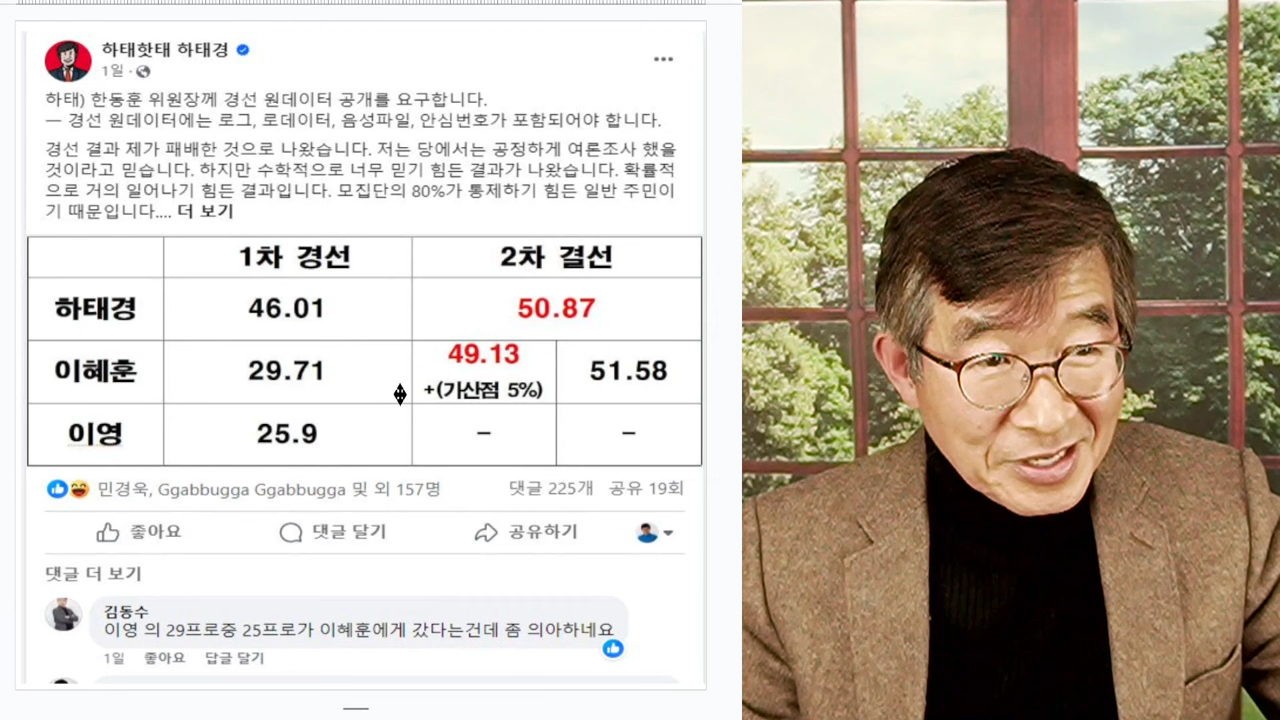 하태핫태 하태경
1일
하태) 한동훈 위원장께 경선 원데이터 공개를 요구합니다.
— 경선 원데이터에는 로그, 로데이터, 음성파일, 안심번호가 포함되어야 합니다.
경선 결과 제가 패배한 것으로 나왔습니다. 저는 당에서는 공정하게 여론조사 했을
것이라고 믿습니다. 하지만 수학적으로 너무 믿기 힘든 결과가 나왔습니다. 확률적
으로 거의 일어나기 힘든 결과입니다. 모집단의 80%가 통제하기 힘든 일반 주민이
기 때문입니다.... 더 보기
1차 경선 2차 결선
하태경 46.01 50.87
이혜훈 29.71 49.13 +(가산점 5%) 51.58
이영 25.9 – –
민경욱, Ggabbugga Ggabbugga 및 외 157명 댓글 225개 공유 19회
좋아요 댓글 달기 공유하기
댓글 더 보기
김동수
이영 의 29프로중 25프로가 이혜훈에게 갔다는건데 좀 의아하네요
1일 좋아요 답글 달기